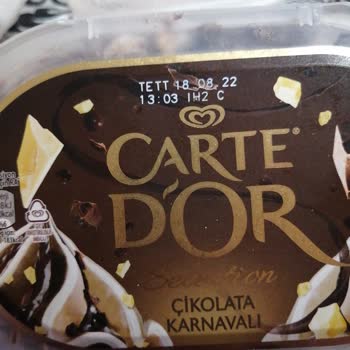 TETT 18.08.22
13:03 IH2 C
CARTE
D'OR
Selection
ÇİKOLATA
KARNAVALI